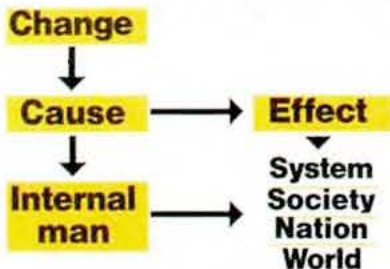 Change
Cause
Effect
Internal
man
System
Society
Nation
World